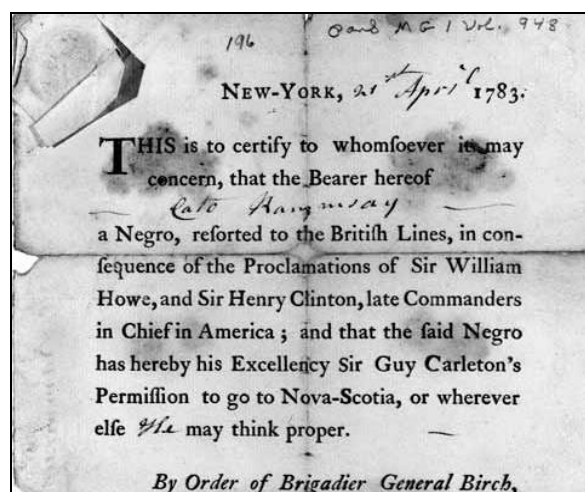 196 PANS MG 1 Vol. 948
NEW-YORK, 21st April 1783.
THIS is to certify to whomſoever it may
concern, that the Bearer hereof
Cato Ramſay
a Negro, reſorted to the Britiſh Lines, in con-
ſequence of the Proclamations of Sir William
Howe, and Sir Henry Clinton, late Commanders
in Chief in America; and that the ſaid Negro
has hereby his Excellency Sir Guy Carleton's
Permiſſion to go to Nova-Scotia, or wherever
elſe he may think proper.
By Order of Brigadier General Birch,